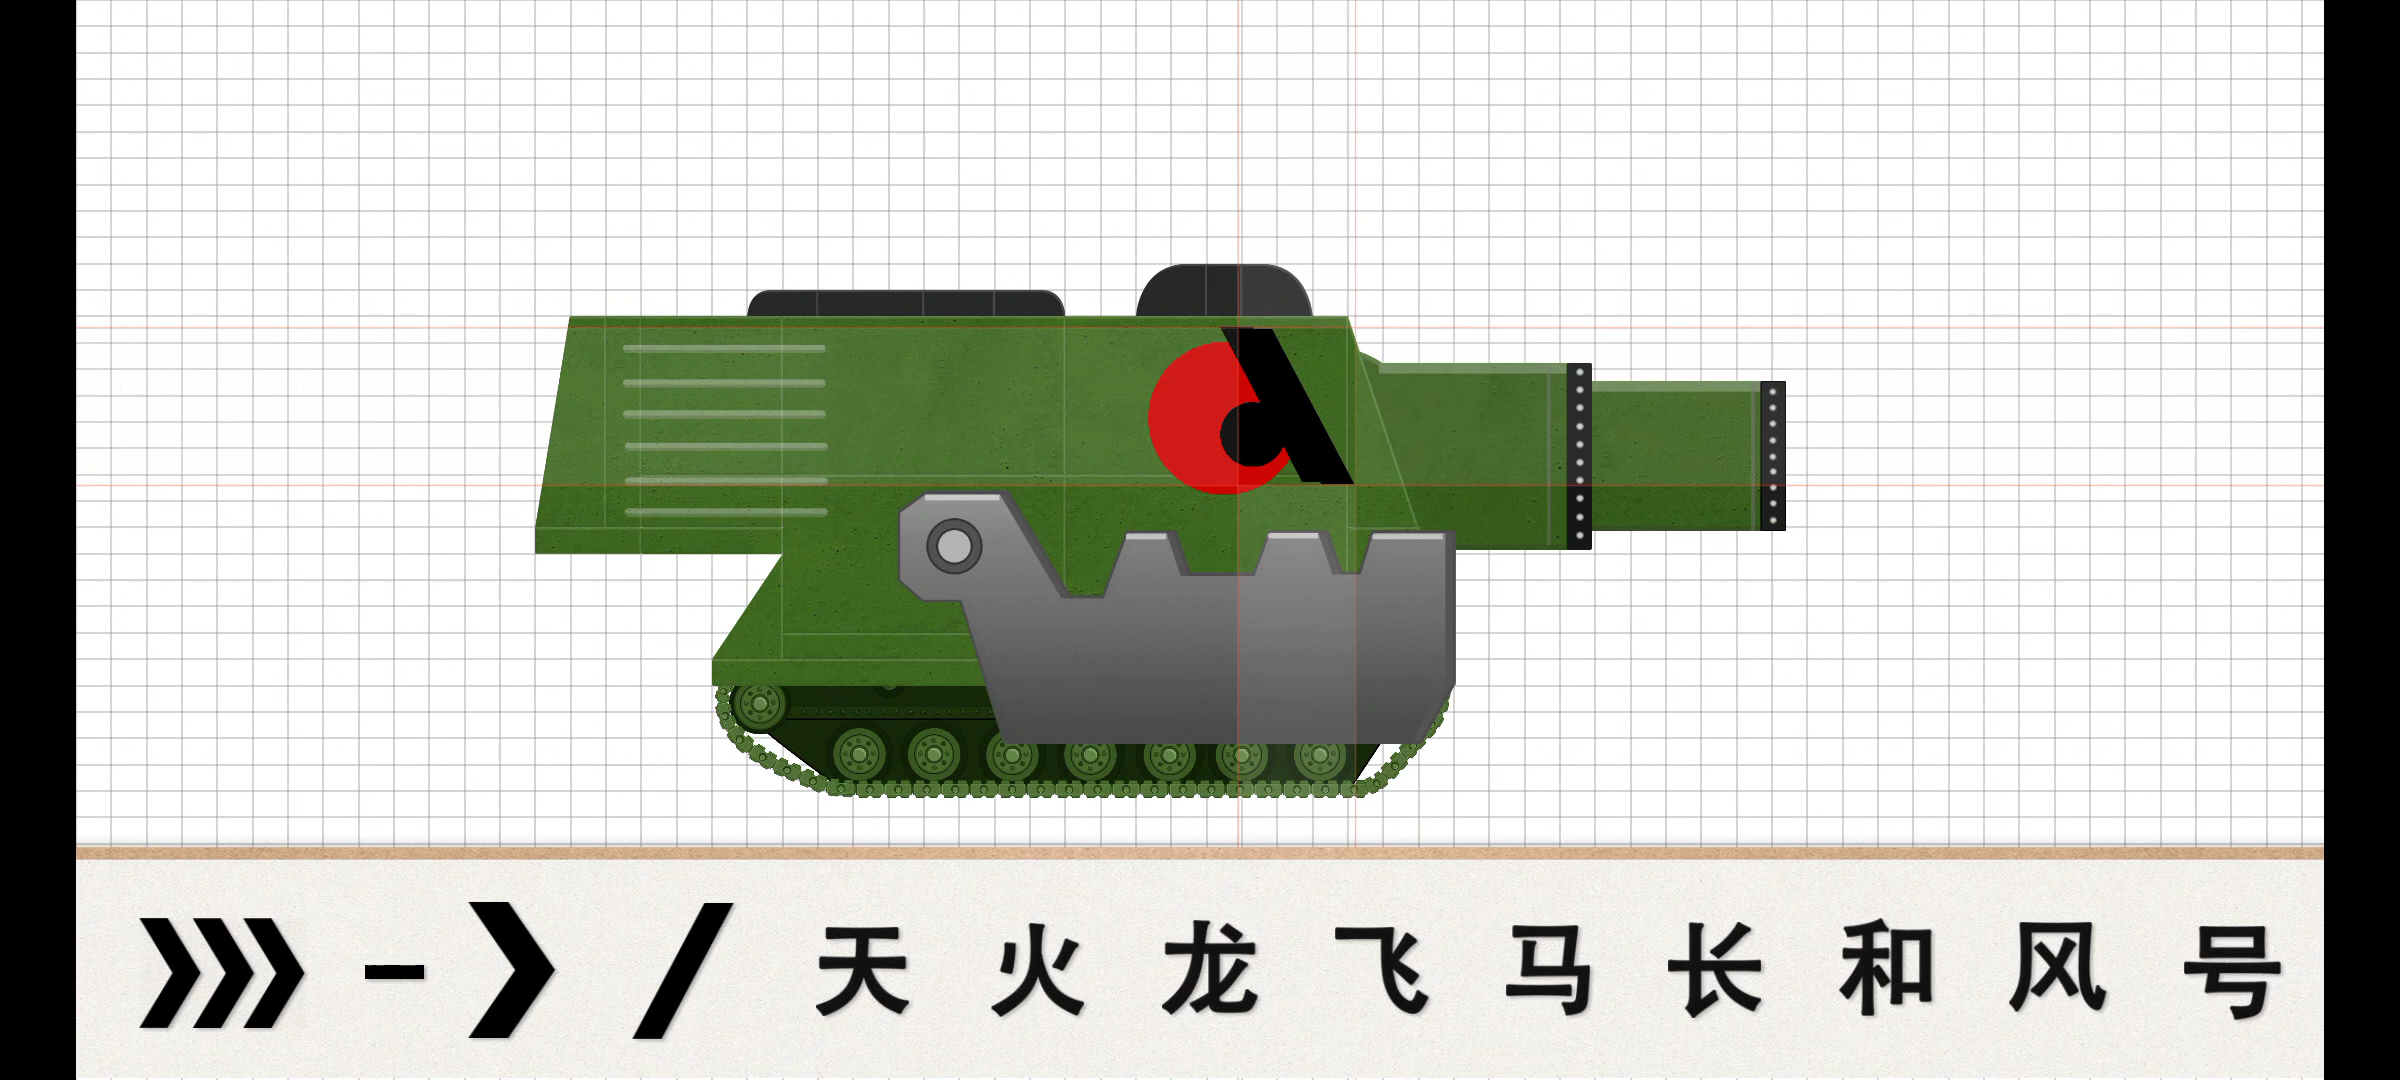 天 火 龙 飞 马 长 和 风 号